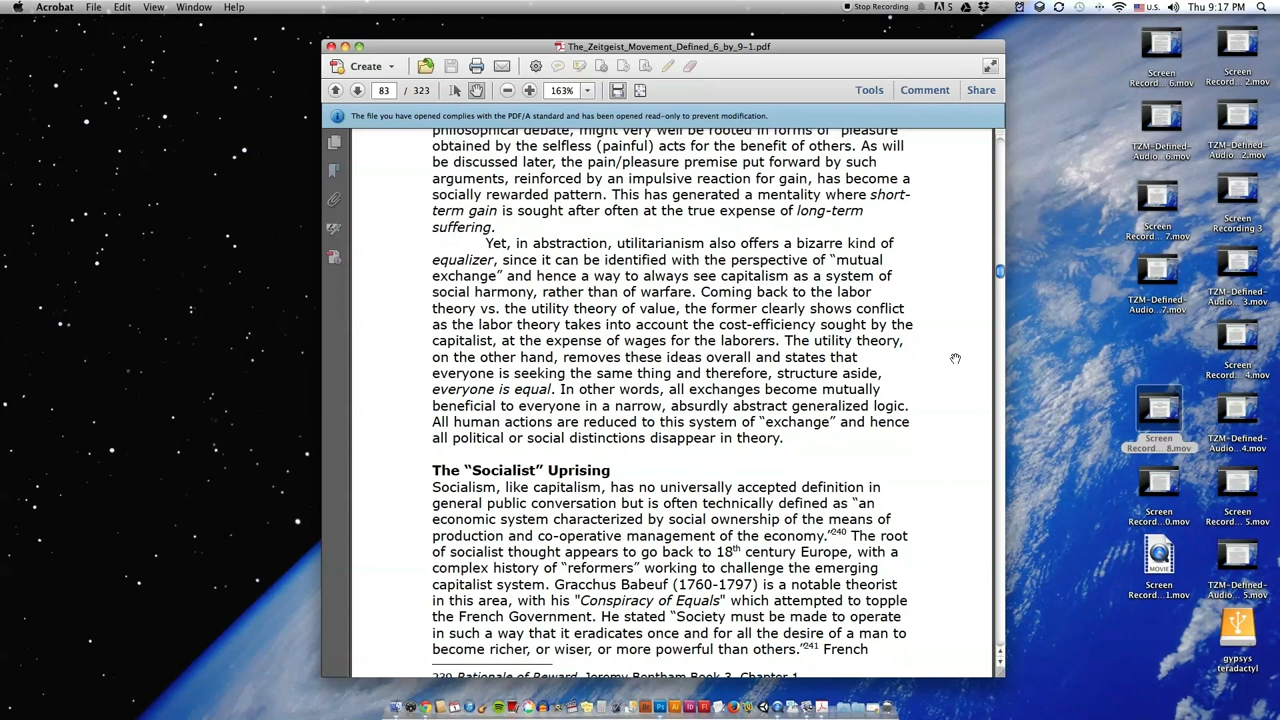 Acrobat File Edit View Window Help
Stop Recording 5 U.S. Thu 9:17 PM
The_Zeitgeist_Movement_Defined_6_by_9-1.pdf
Create
83 / 323 163% Tools Comment Share
The file you have opened complies with the PDF/A standard and has been opened read-only to prevent modification.
philosophical debate, might very well be rooted in forms of "pleasure
obtained by the selfless (painful) acts for the benefit of others. As will
be discussed later, the pain/pleasure premise put forward by such
arguments, reinforced by an impulsive reaction for gain, has become a
socially rewarded pattern. This has generated a mentality where short-
term gain is sought after often at the true expense of long-term
suffering.
Yet, in abstraction, utilitarianism also offers a bizarre kind of
equalizer, since it can be identified with the perspective of “mutual
exchange” and hence a way to always see capitalism as a system of
social harmony, rather than of warfare. Coming back to the labor
theory vs. the utility theory of value, the former clearly shows conflict
as the labor theory takes into account the cost-efficiency sought by the
capitalist, at the expense of wages for the laborers. The utility theory,
on the other hand, removes these ideas overall and states that
everyone is seeking the same thing and therefore, structure aside,
everyone is equal. In other words, all exchanges become mutually
beneficial to everyone in a narrow, absurdly abstract generalized logic.
All human actions are reduced to this system of “exchange” and hence
all political or social distinctions disappear in theory.
The “Socialist” Uprising
Socialism, like capitalism, has no universally accepted definition in
general public conversation but is often technically defined as “an
economic system characterized by social ownership of the means of
production and co-operative management of the economy.”240 The root
of socialist thought appears to go back to 18th century Europe, with a
complex history of “reformers” working to challenge the emerging
capitalist system. Gracchus Babeuf (1760-1797) is a notable theorist
in this area, with his "Conspiracy of Equals" which attempted to topple
the French Government. He stated “Society must be made to operate
in such a way that it eradicates once and for all the desire of a man to
become richer, or wiser, or more powerful than others.”241 French
Rationale of Reward, Jeremy Bentham Book 3, Chapter 1
Screen
Record... 6.mov
Screen
Record... 2.mov
TZM-Defined-
Audio... 6.mov
TZM-Defined-
Audio... 2.mov
Screen
Record... 7.mov
Screen
Recording 3
TZM-Defined-
Audio... 7.mov
TZM-Defined-
Audio... 3.mov
Screen
Record... 4.mov
Screen
Record... 8.mov
TZM-Defined-
Audio... 4.mov
Screen
Record...0.mov
Screen
Record... 5.mov
MOVIE
Screen
Record...1.mov
TZM-Defined-
Audio... 5.mov
gypsys
teradactyl